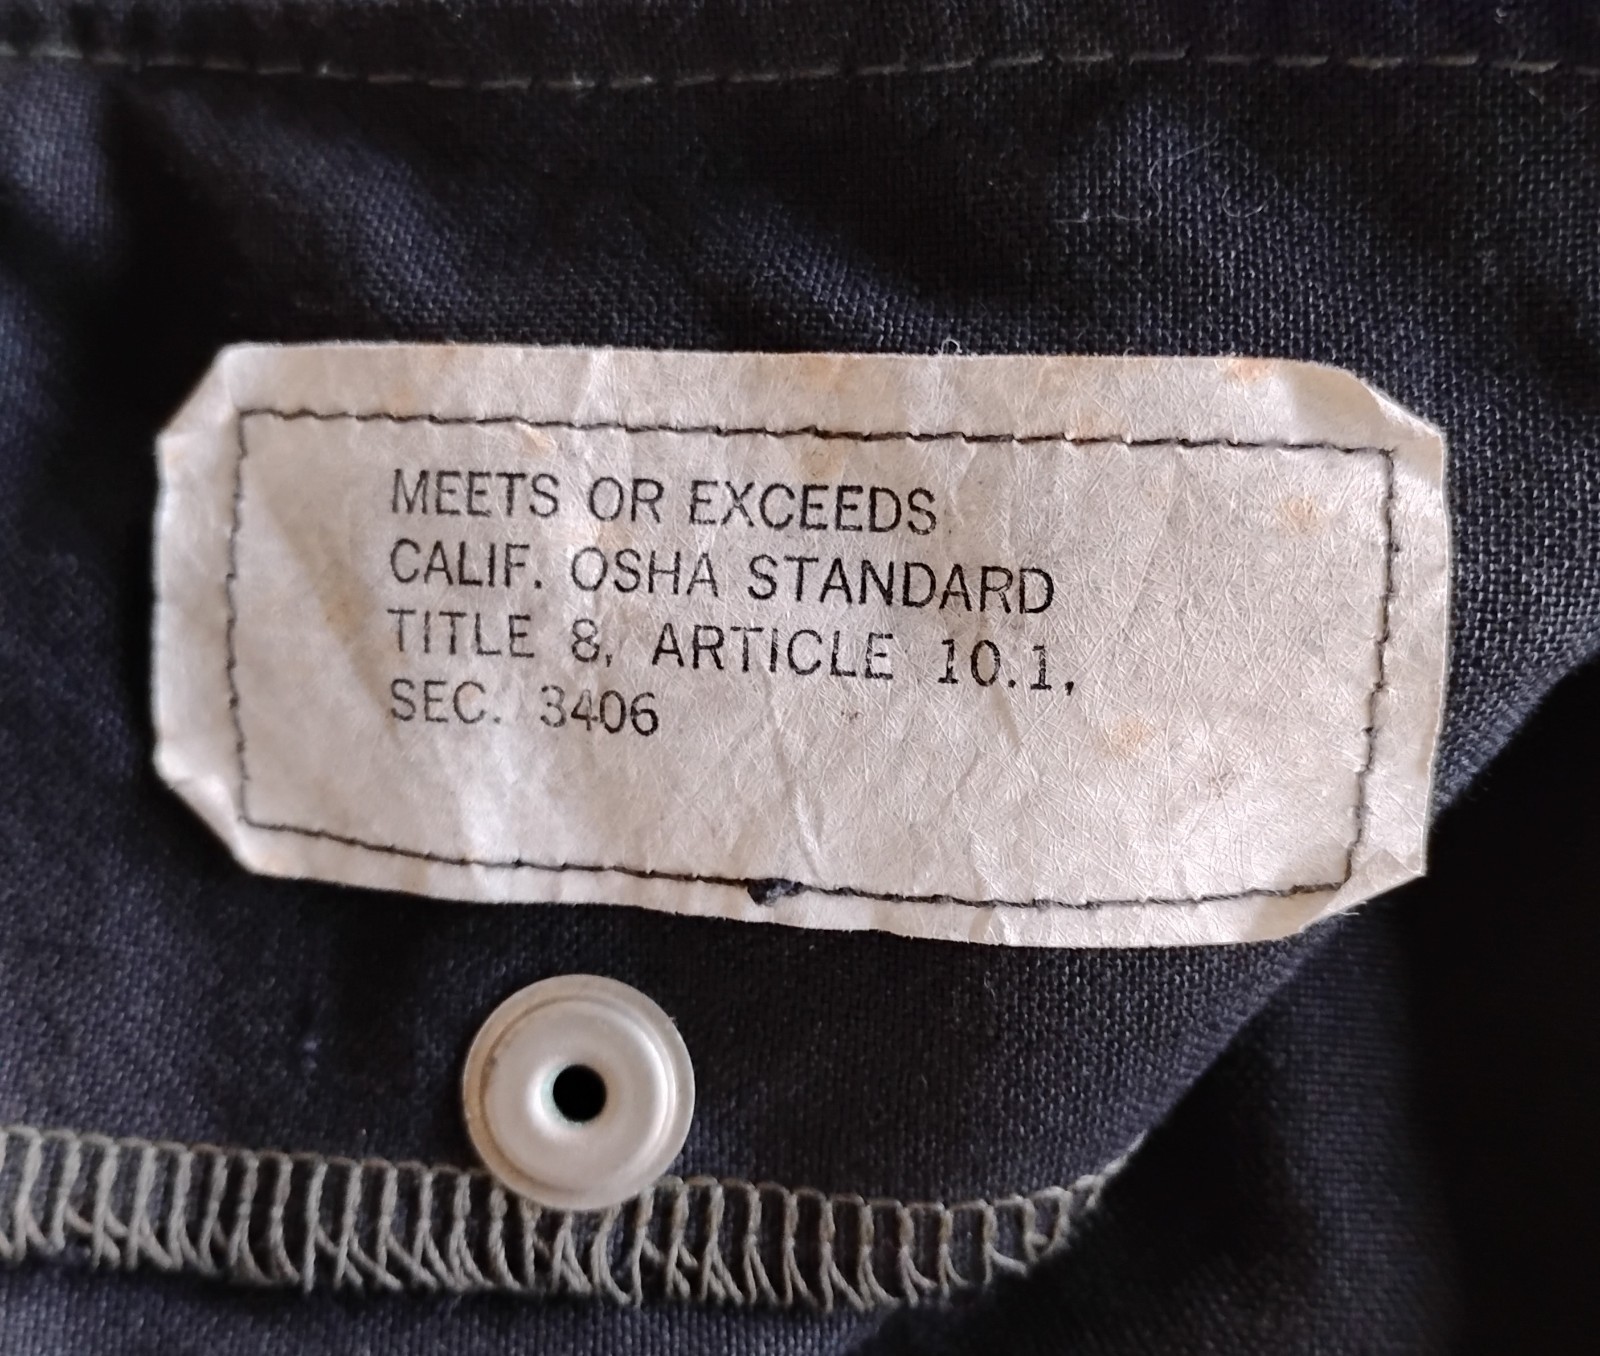 MEETS OR EXCEEDS
CALIF. OSHA STANDARD
TITLE 8, ARTICLE 10.1,
SEC. 3406